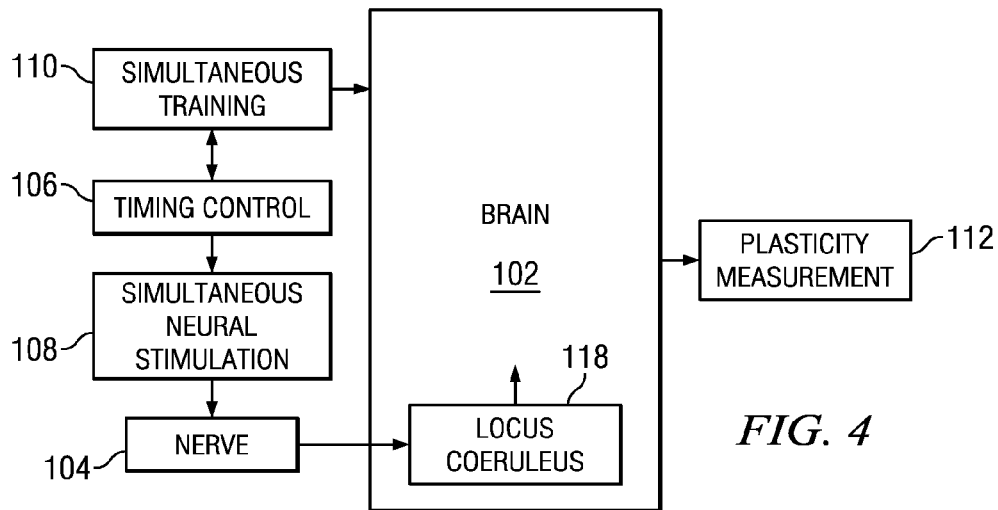 110
SIMULTANEOUS
TRAINING
106
TIMING CONTROL
108
SIMULTANEOUS
NEURAL
STIMULATION
104
NERVE
BRAIN
102
118
LOCUS
COERULEUS
PLASTICITY
MEASUREMENT
112
FIG. 4